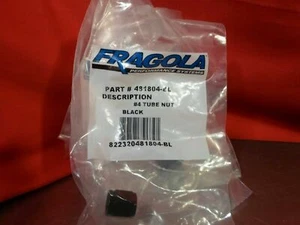 FRAGOLA
PERFORMANCE SYSTEMS
PART # 481804-BL
DESCRIPTION
#4 TUBE NUT
BLACK
822320481804-BL